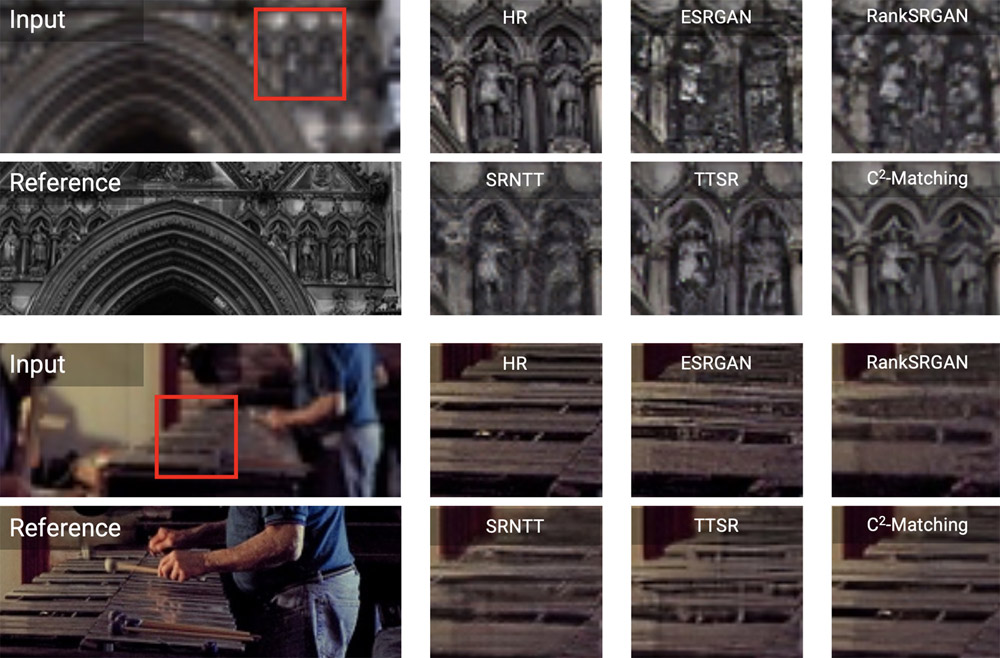 Input
HR
ESRGAN
RankSRGAN
Reference
SRNTT
TTSR
C²-Matching
Input
HR
ESRGAN
RankSRGAN
Reference
SRNTT
TTSR
C²-Matching